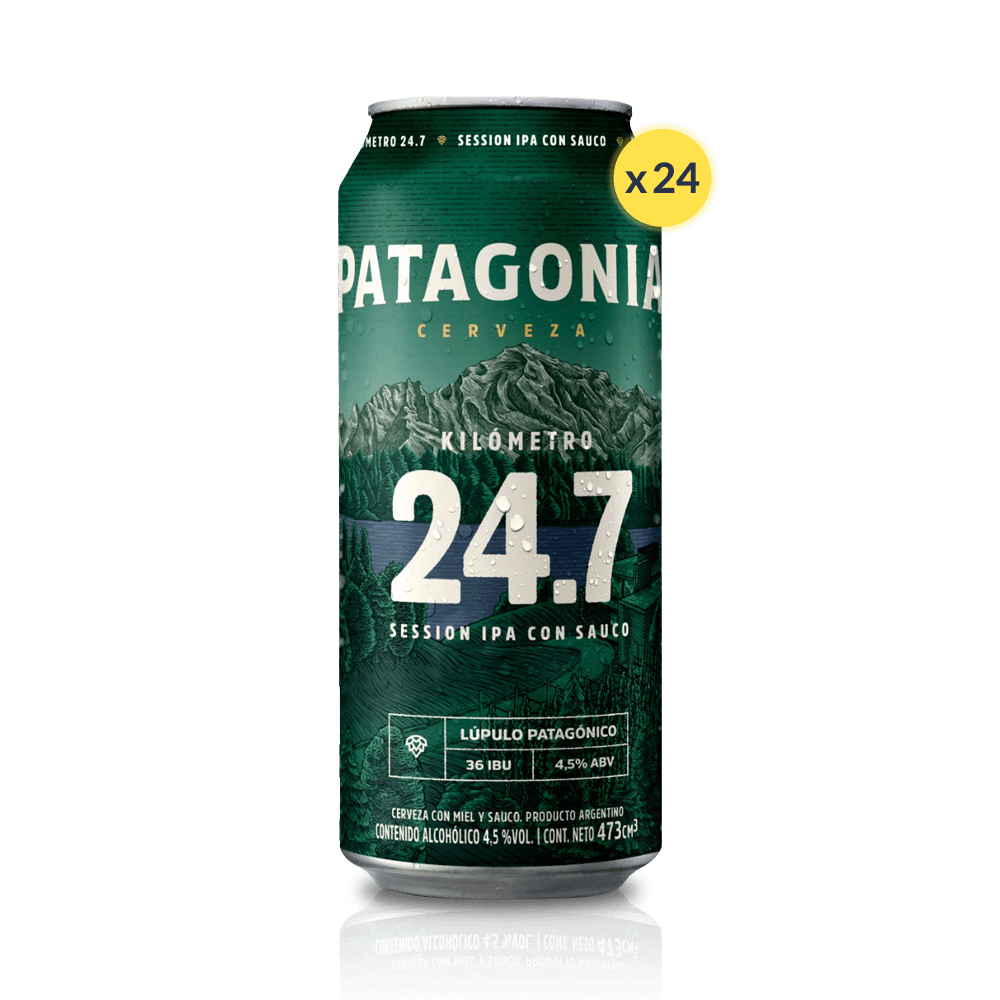 METRO 24.7 SESSION IPA CON SAUCO
x24
PATAGONIA
CERVEZA
KILÓMETRO
24.7
SESSION IPA CON SAUCO
LÚPULO PATAGÓNICO
36 IBU 4,5% ABV
CERVEZA CON MIEL Y SAUCO. PRODUCTO ARGENTINO
CONTENIDO ALCOHÓLICO 4,5 %VOL. | CONT. NETO 473CM³